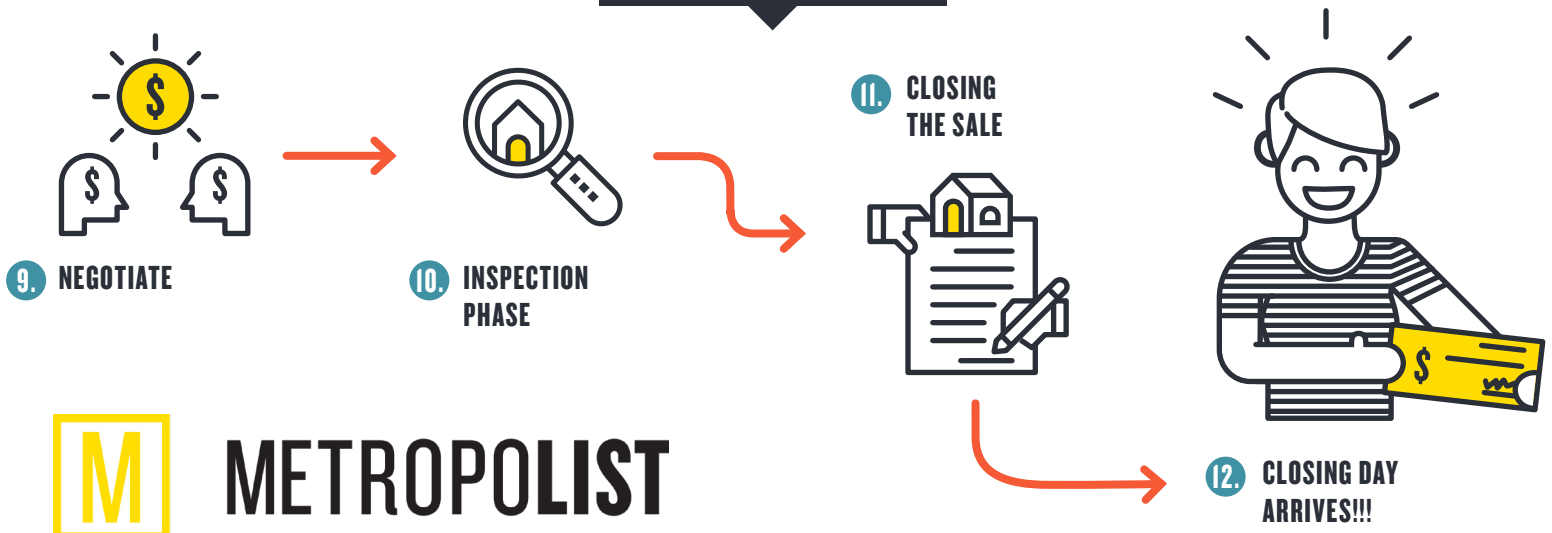 9. NEGOTIATE
10. INSPECTION
PHASE
11. CLOSING
THE SALE
12. CLOSING DAY
ARRIVES!!!
$
$
$
$
M METROPOLIST